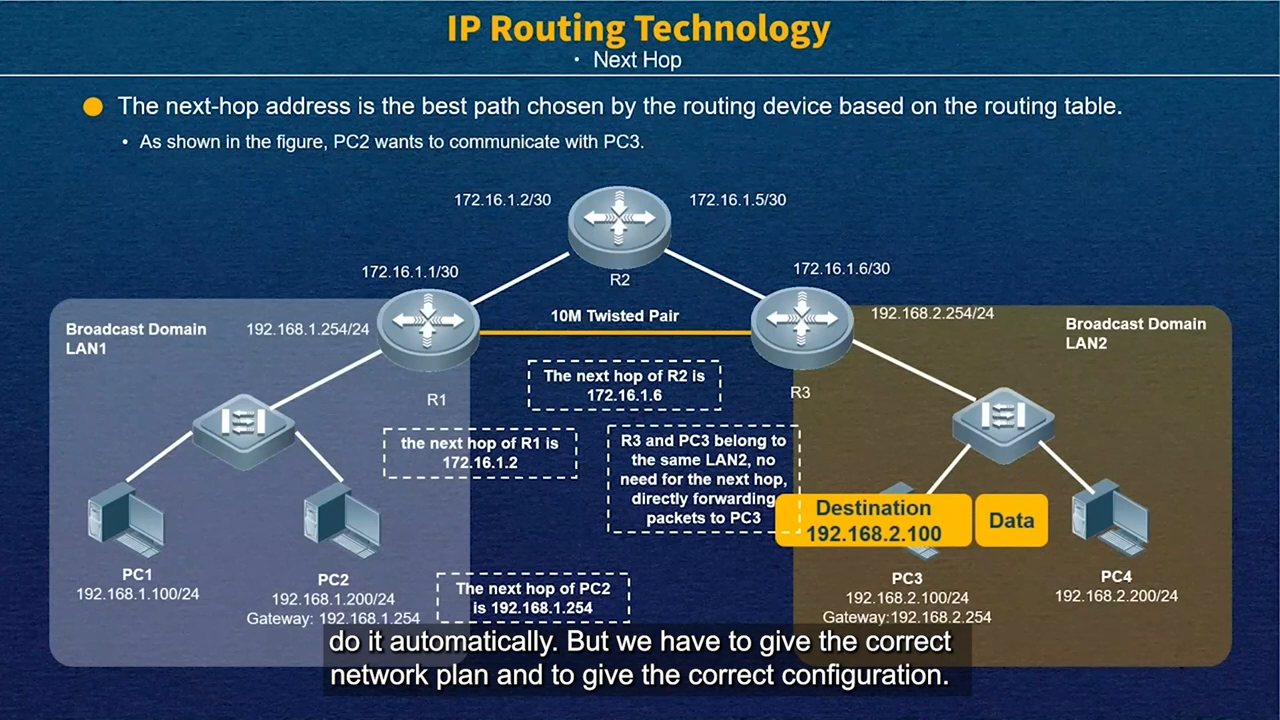 IP Routing Technology
• Next Hop
The next-hop address is the best path chosen by the routing device based on the routing table.
• As shown in the figure, PC2 wants to communicate with PC3.
172.16.1.2/30
172.16.1.5/30
R2
172.16.1.1/30
172.16.1.6/30
Broadcast Domain
LAN1
192.168.1.254/24
10M Twisted Pair
192.168.2.254/24
Broadcast Domain
LAN2
R1
R3
The next hop of R2 is
172.16.1.6
the next hop of R1 is
172.16.1.2
R3 and PC3 belong to
the same LAN2, no
need for the next hop,
directly forwarding
packets to PC3
Destination
192.168.2.100
Data
PC1
192.168.1.100/24
PC2
192.168.1.200/24
Gateway: 192.168.1.254
The next hop of PC2
is 192.168.1.254
PC3
192.168.2.100/24
Gateway:192.168.2.254
PC4
192.168.2.200/24
do it automatically. But we have to give the correct
network plan and to give the correct configuration.